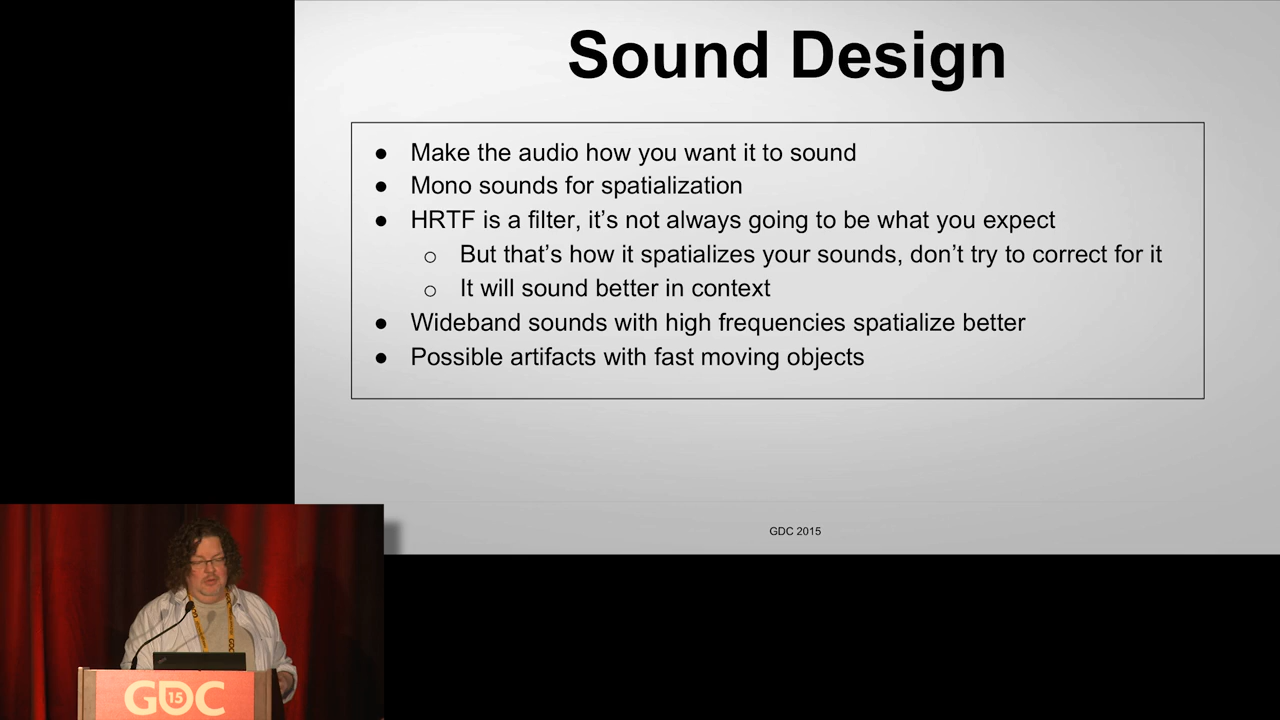 Sound Design
● Make the audio how you want it to sound
● Mono sounds for spatialization
● HRTF is a filter, it’s not always going to be what you expect
○ But that’s how it spatializes your sounds, don’t try to correct for it
○ It will sound better in context
● Wideband sounds with high frequencies spatialize better
● Possible artifacts with fast moving objects
GDC 2015
GDC
15